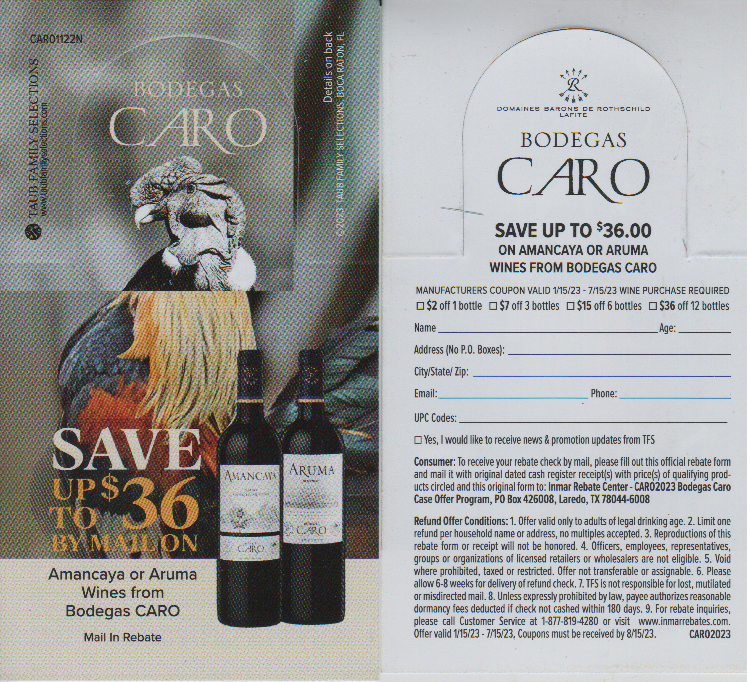 CARO1122N
TAUB FAMILY SELECTIONS
www.taubfamilyselections.com
Details on back
©2023 TAUB FAMILY SELECTIONS, BOCA RATON, FL
BODEGAS
CARO
SAVE
UP $36
TO
BY MAIL ON
AMANCAYA
CARO
ARUMA
CARO
Amancaya or Aruma
Wines from
Bodegas CARO
Mail In Rebate
R
DOMAINES BARONS DE ROTHSCHILD
LAFITE
BODEGAS
CARO
SAVE UP TO $36.00
ON AMANCAYA OR ARUMA
WINES FROM BODEGAS CARO
MANUFACTURERS COUPON VALID 1/15/23 - 7/15/23 WINE PURCHASE REQUIRED
☐ $2 off 1 bottle ☐ $7 off 3 bottles ☐ $15 off 6 bottles ☐ $36 off 12 bottles
Name Age:
Address (No P.O. Boxes):
City/State/ Zip:
Email: Phone:
UPC Codes:
☐ Yes, I would like to receive news & promotion updates from TFS
Consumer: To receive your rebate check by mail, please fill out this official rebate form
and mail it with original dated cash register receipt(s) with price(s) of qualifying prod-
ucts circled and this original form to: Inmar Rebate Center - CARO2023 Bodegas Caro
Case Offer Program, PO Box 426008, Laredo, TX 78044-6008
Refund Offer Conditions: 1. Offer valid only to adults of legal drinking age. 2. Limit one
refund per household name or address, no multiples accepted. 3. Reproductions of this
rebate form or receipt will not be honored. 4. Officers, employees, representatives,
groups or organizations of licensed retailers or wholesalers are not eligible. 5. Void
where prohibited, taxed or restricted. Offer not transferable or assignable. 6. Please
allow 6-8 weeks for delivery of refund check. 7. TFS is not responsible for lost, mutilated
or misdirected mail. 8. Unless expressly prohibited by law, payee authorizes reasonable
dormancy fees deducted if check not cashed within 180 days. 9. For rebate inquiries,
please call Customer Service at 1-877-819-4280 or visit www.inmarrebates.com.
Offer valid 1/15/23 - 7/15/23, Coupons must be received by 8/15/23. CARO2023